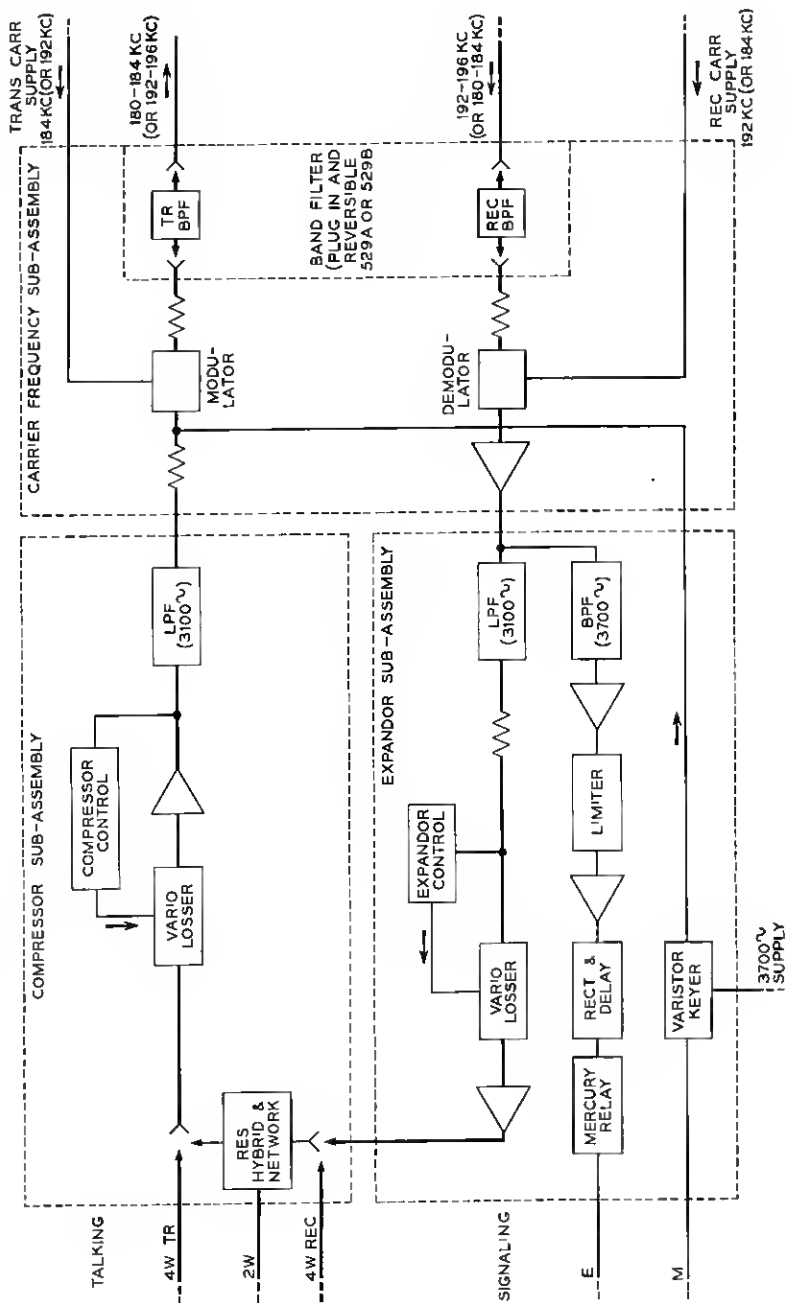 TRANS CARR
SUPPLY
184 KC (OR 192 KC)
180-184 KC
(OR 192-196 KC)
192-196 KC
(OR 180-184 KC)
REC CARR
SUPPLY
192 KC (OR 184 KC)
CARRIER FREQUENCY SUB-ASSEMBLY
TR
BPF
BAND FILTER
(PLUG IN AND
REVERSIBLE
529A OR 529B
REC
BPF
MODU-
LATOR
DEMODU-
LATOR
COMPRESSOR SUB-ASSEMBLY
LPF
(3100~)
COMPRESSOR
CONTROL
VARIO
LOSSER
RES
HYBRID &
NETWORK
EXPANDOR SUB-ASSEMBLY
LPF
(3100~)
BPF
(3700~)
EXPANDOR
CONTROL
LIMITER
VARIO
LOSSER
RECT &
DELAY
VARISTOR
KEYER
3700~
SUPPLY
MERCURY
RELAY
TALKING
4W TR
2W
4W REC
SIGNALING
E
M